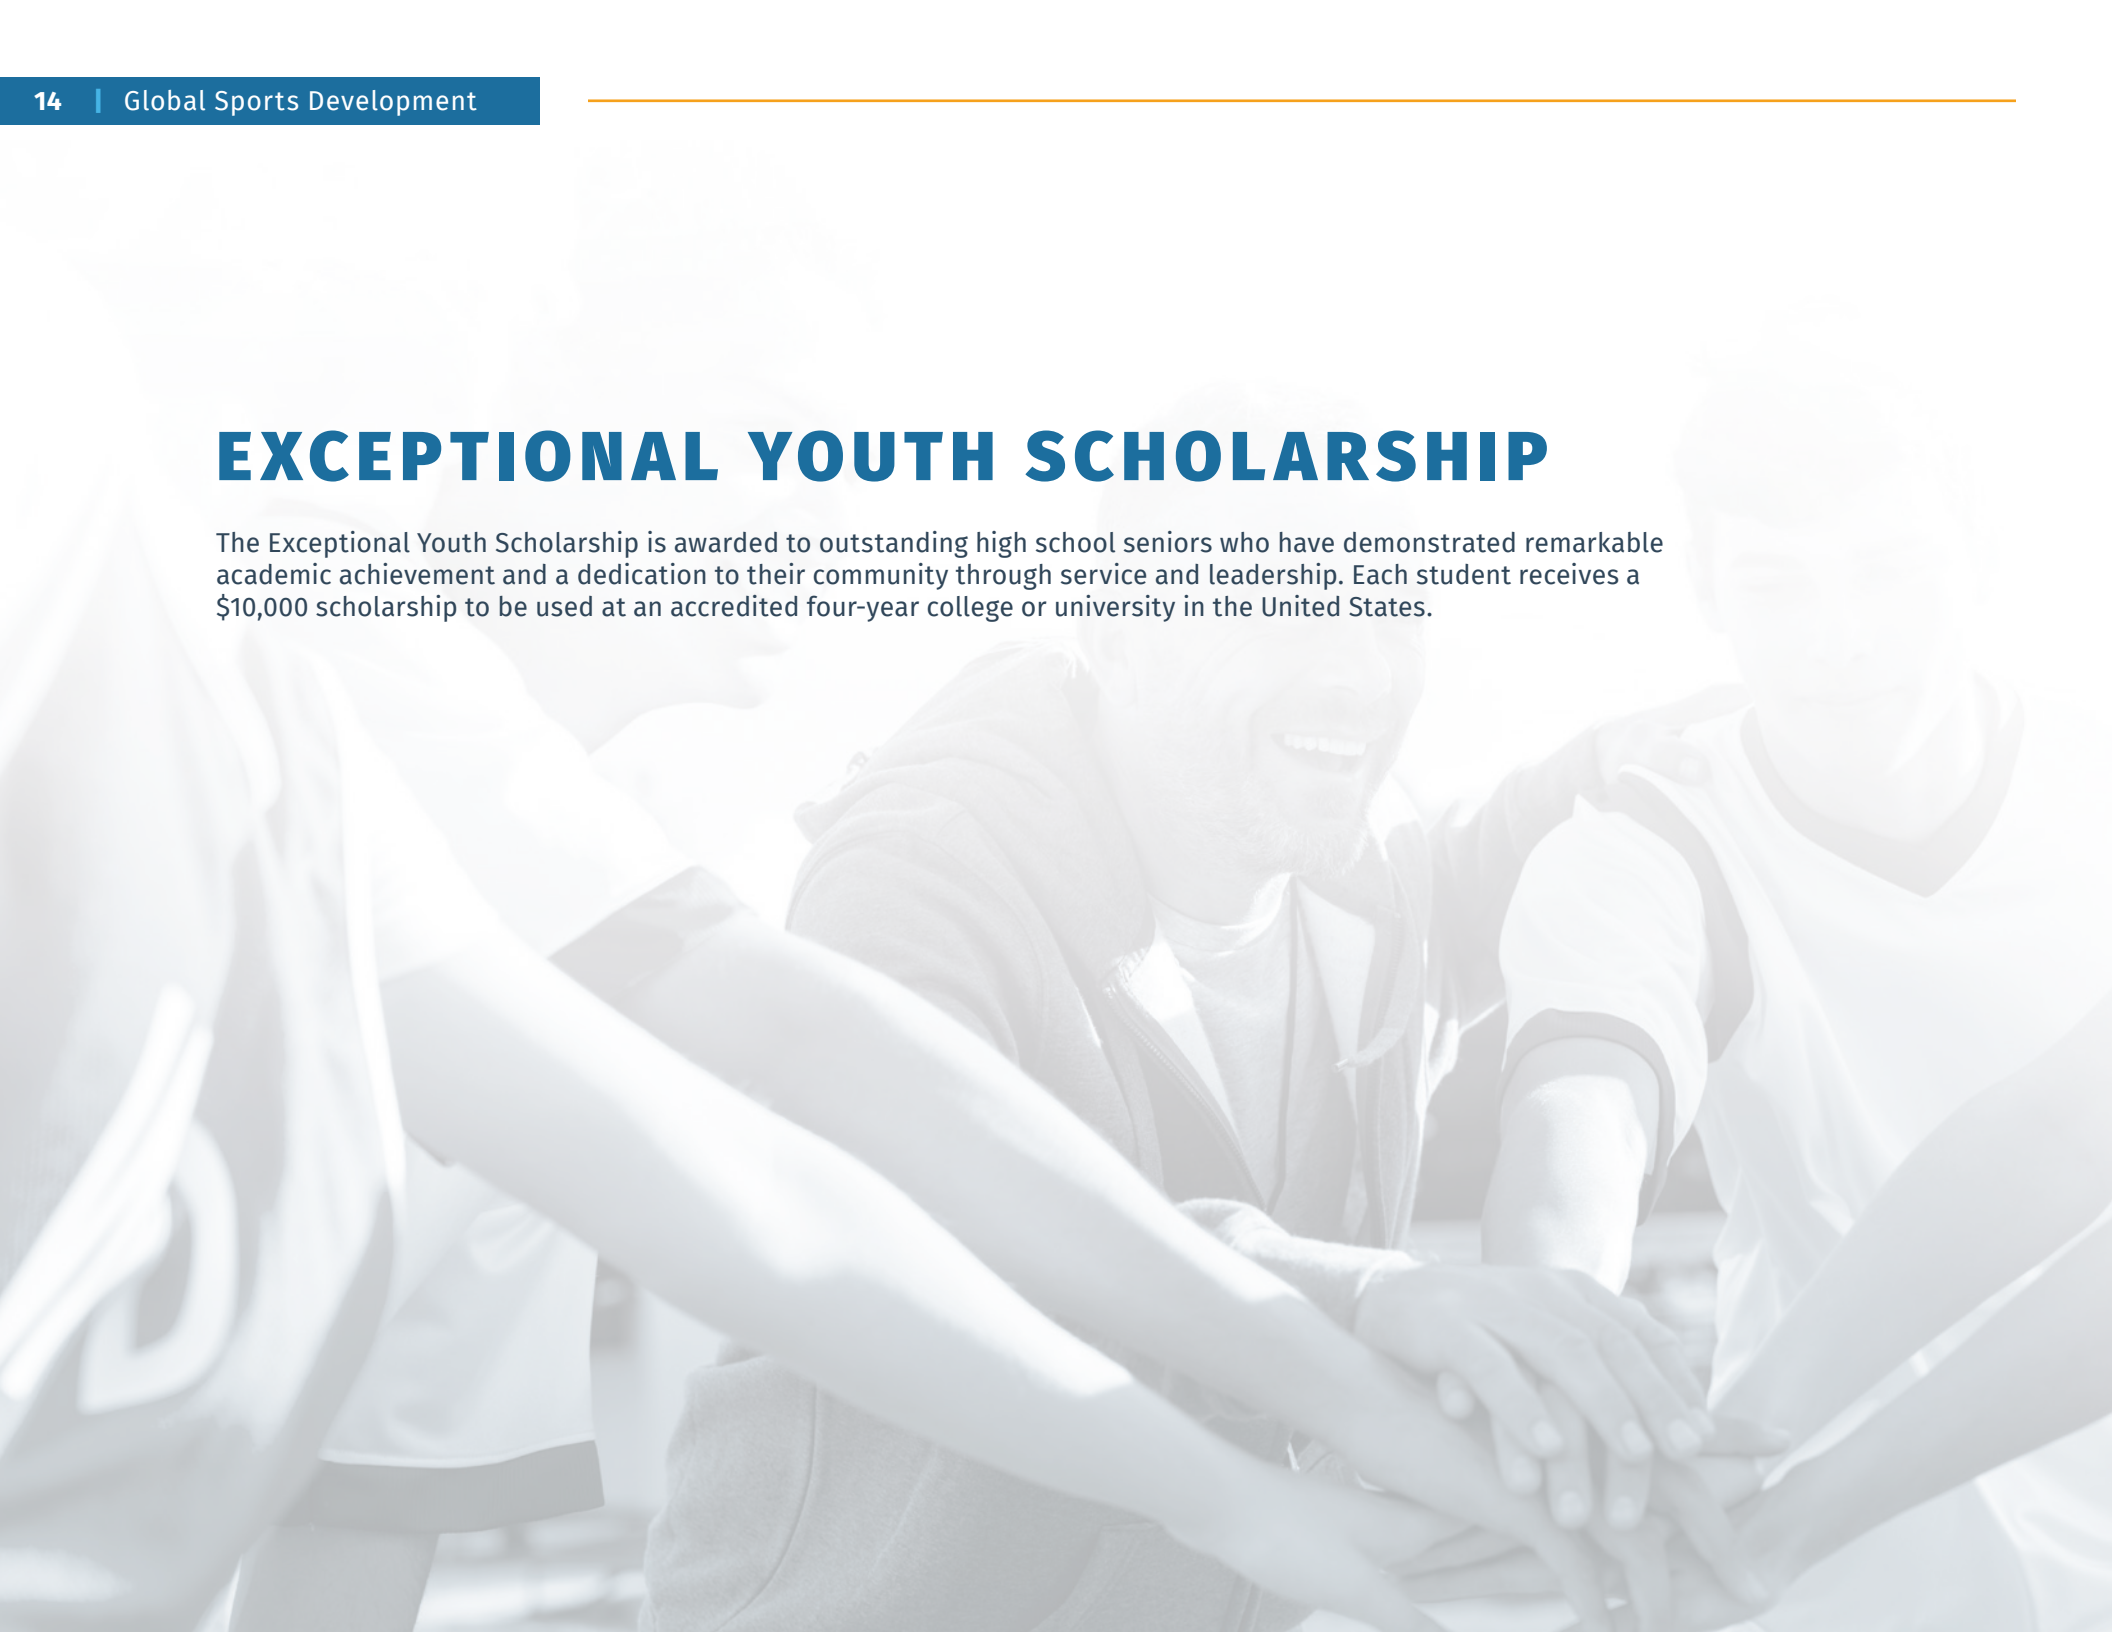 14 | Global Sports Development
EXCEPTIONAL YOUTH SCHOLARSHIP
The Exceptional Youth Scholarship is awarded to outstanding high school seniors who have demonstrated remarkable
academic achievement and a dedication to their community through service and leadership. Each student receives a
$10,000 scholarship to be used at an accredited four-year college or university in the United States.